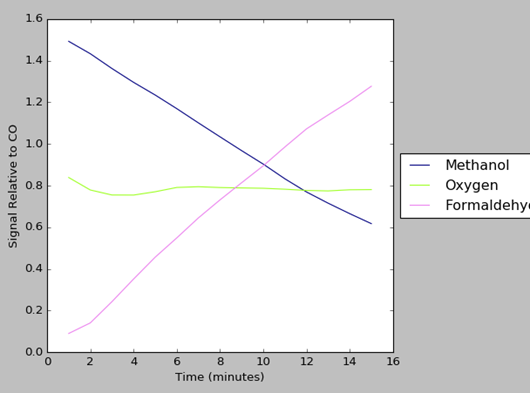 1.6
1.4
1.2
1.0
0.8
0.6
0.4
0.2
0.0
Signal Relative to CO
0 2 4 6 8 10 12 14 16
Time (minutes)
Methanol
Oxygen
Formaldehy